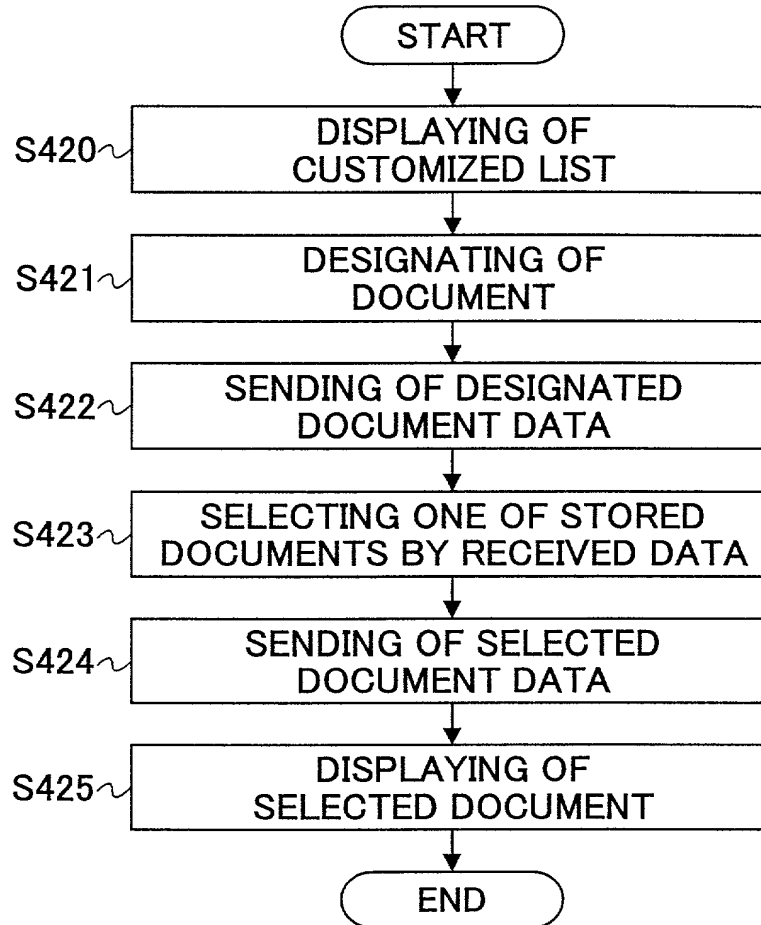 START
S420
DISPLAYING OF
CUSTOMIZED LIST
S421
DESIGNATING OF
DOCUMENT
S422
SENDING OF DESIGNATED
DOCUMENT DATA
S423
SELECTING ONE OF STORED
DOCUMENTS BY RECEIVED DATA
S424
SENDING OF SELECTED
DOCUMENT DATA
S425
DISPLAYING OF
SELECTED DOCUMENT
END